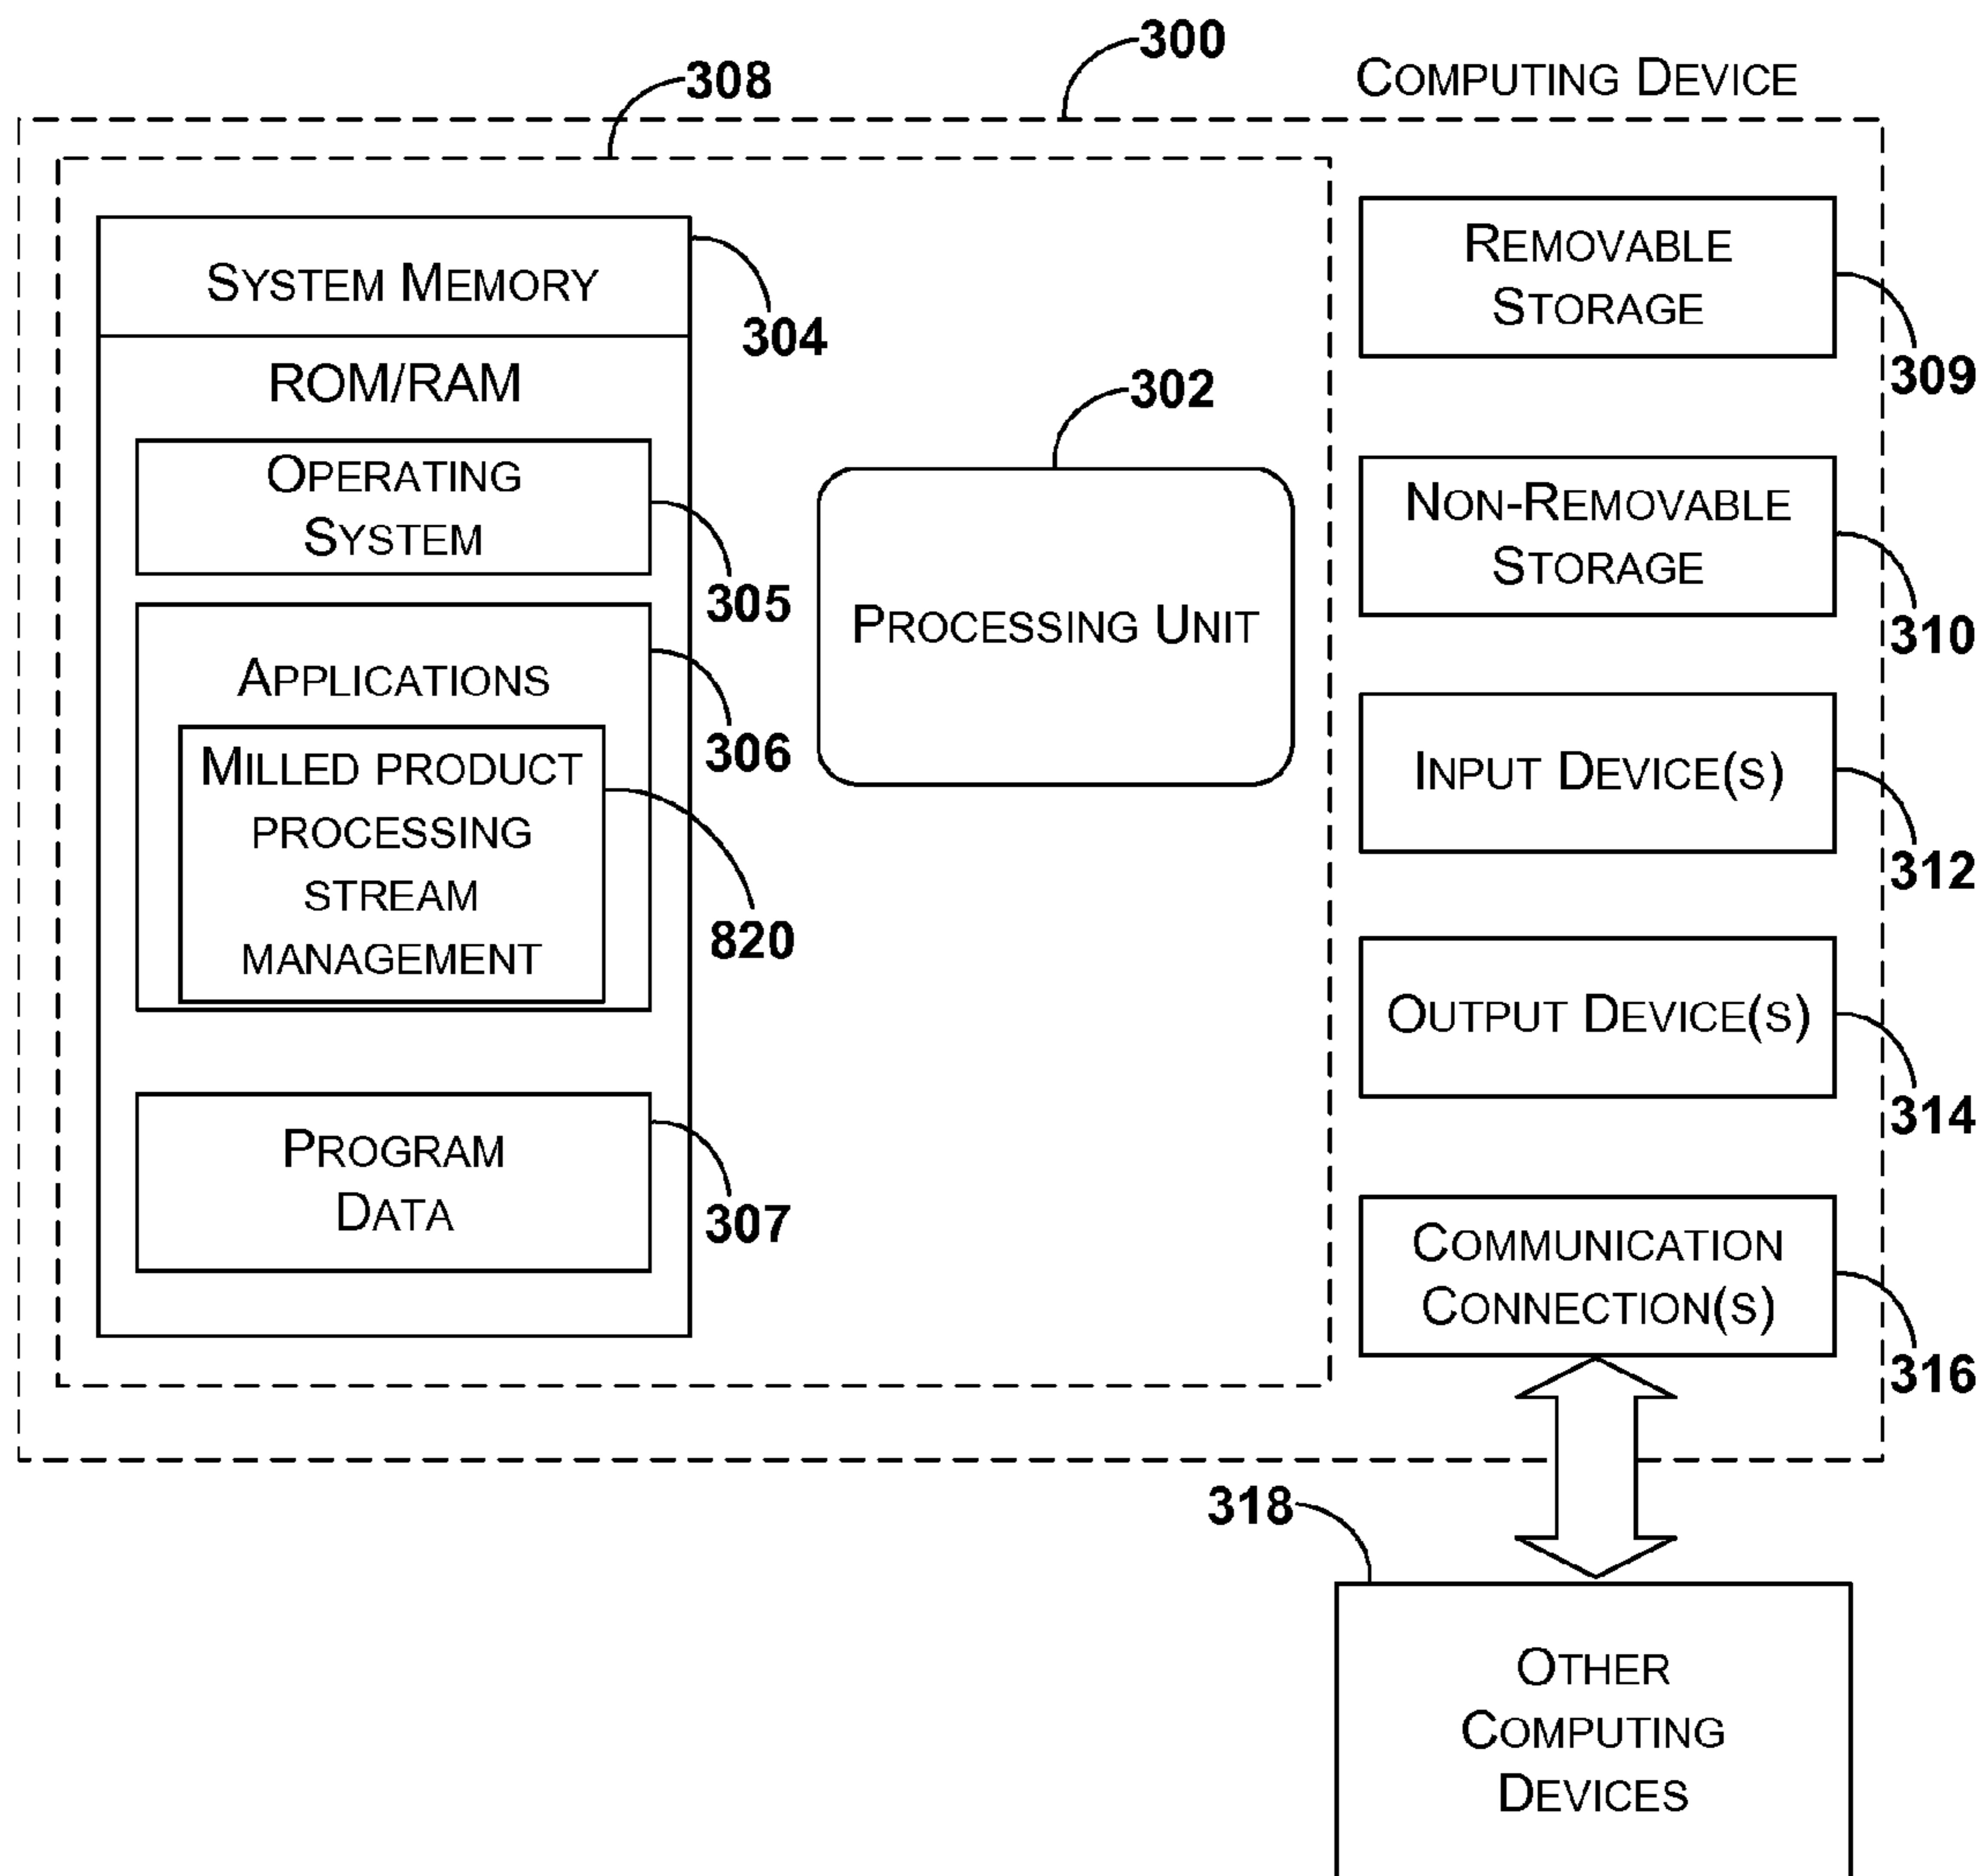 300
COMPUTING DEVICE
308
SYSTEM MEMORY
304
ROM/RAM
OPERATING
SYSTEM
305
APPLICATIONS
306
MILLED PRODUCT
PROCESSING
STREAM
MANAGEMENT
820
PROGRAM
DATA
307
302
PROCESSING UNIT
REMOVABLE
STORAGE
309
NON-REMOVABLE
STORAGE
310
INPUT DEVICE(S)
312
OUTPUT DEVICE(S)
314
COMMUNICATION
CONNECTION(S)
316
318
OTHER
COMPUTING
DEVICES